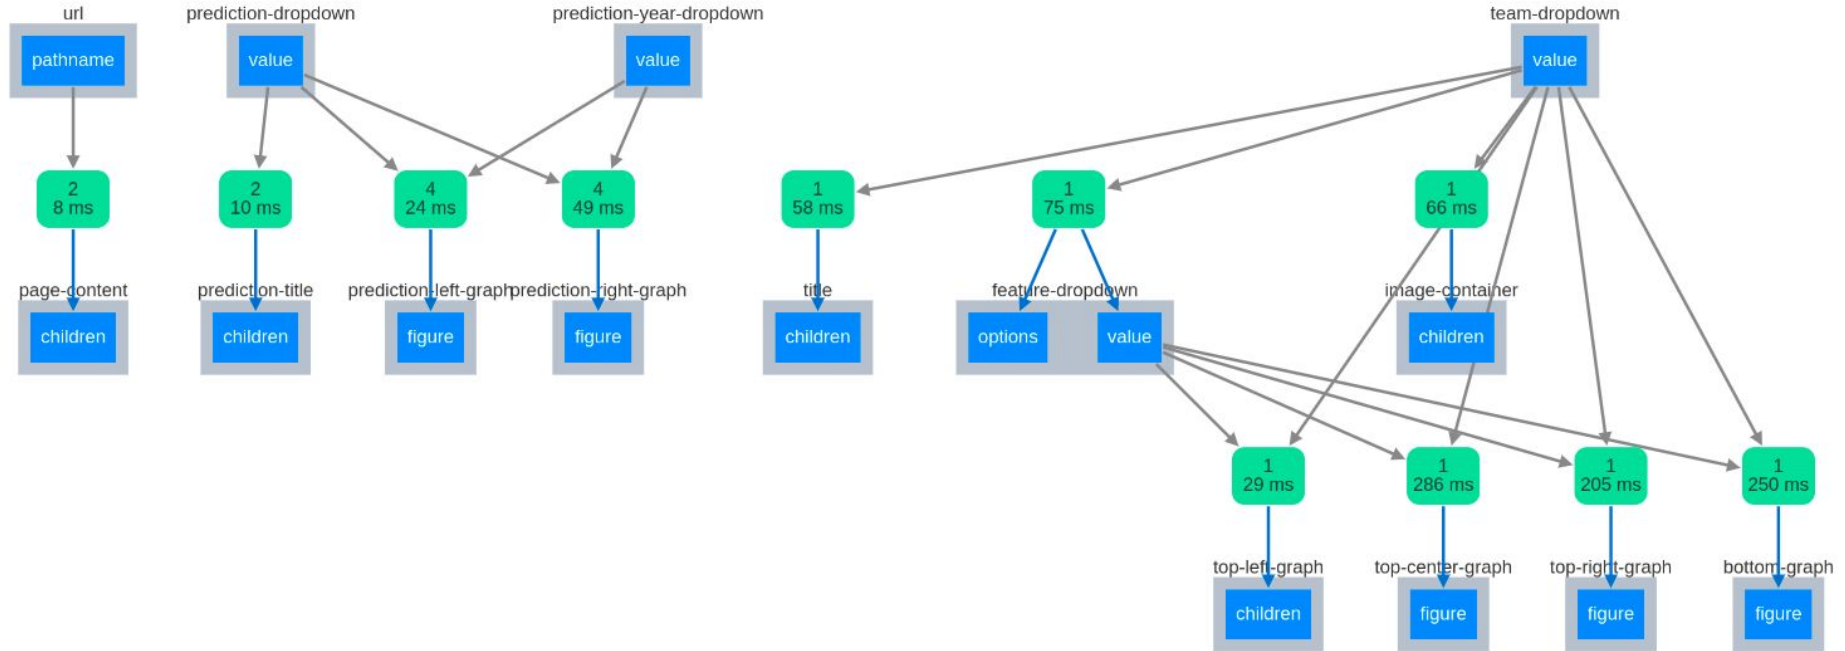 url
prediction-dropdown
prediction-year-dropdown
team-dropdown
pathname
value
value
value
2
8 ms
2
10 ms
4
24 ms
4
49 ms
1
58 ms
1
75 ms
1
66 ms
page-content
prediction-title
prediction-left-graph
prediction-right-graph
title
feature-dropdown
image-container
children
children
figure
figure
children
options
value
children
1
29 ms
1
286 ms
1
205 ms
1
250 ms
top-left-graph
top-center-graph
top-right-graph
bottom-graph
children
figure
figure
figure